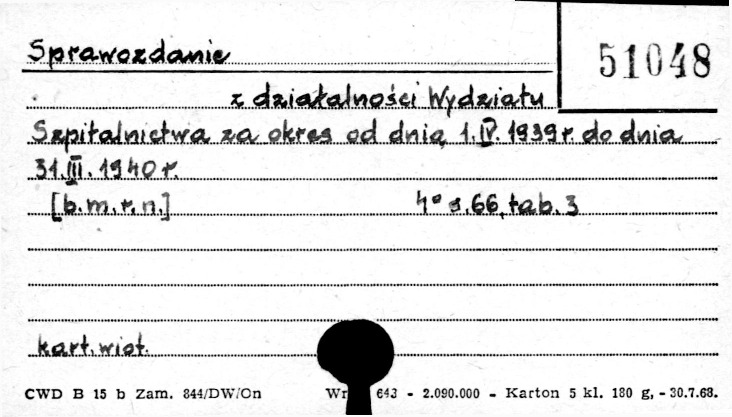 Sprawozdanie
51048
z działalności Wydziału
Szpitalnictwa za okres od dnia 1.IV.1939 r. do dnia
31.III.1940 r.
[b.m.r.n.] 4° s.66, tab.3
kart. wiot.
CWD B 15 b Zam. 844/DW/On Wr 643 - 2.090.000 - Karton 5 kl. 180 g, - 30.7.68.